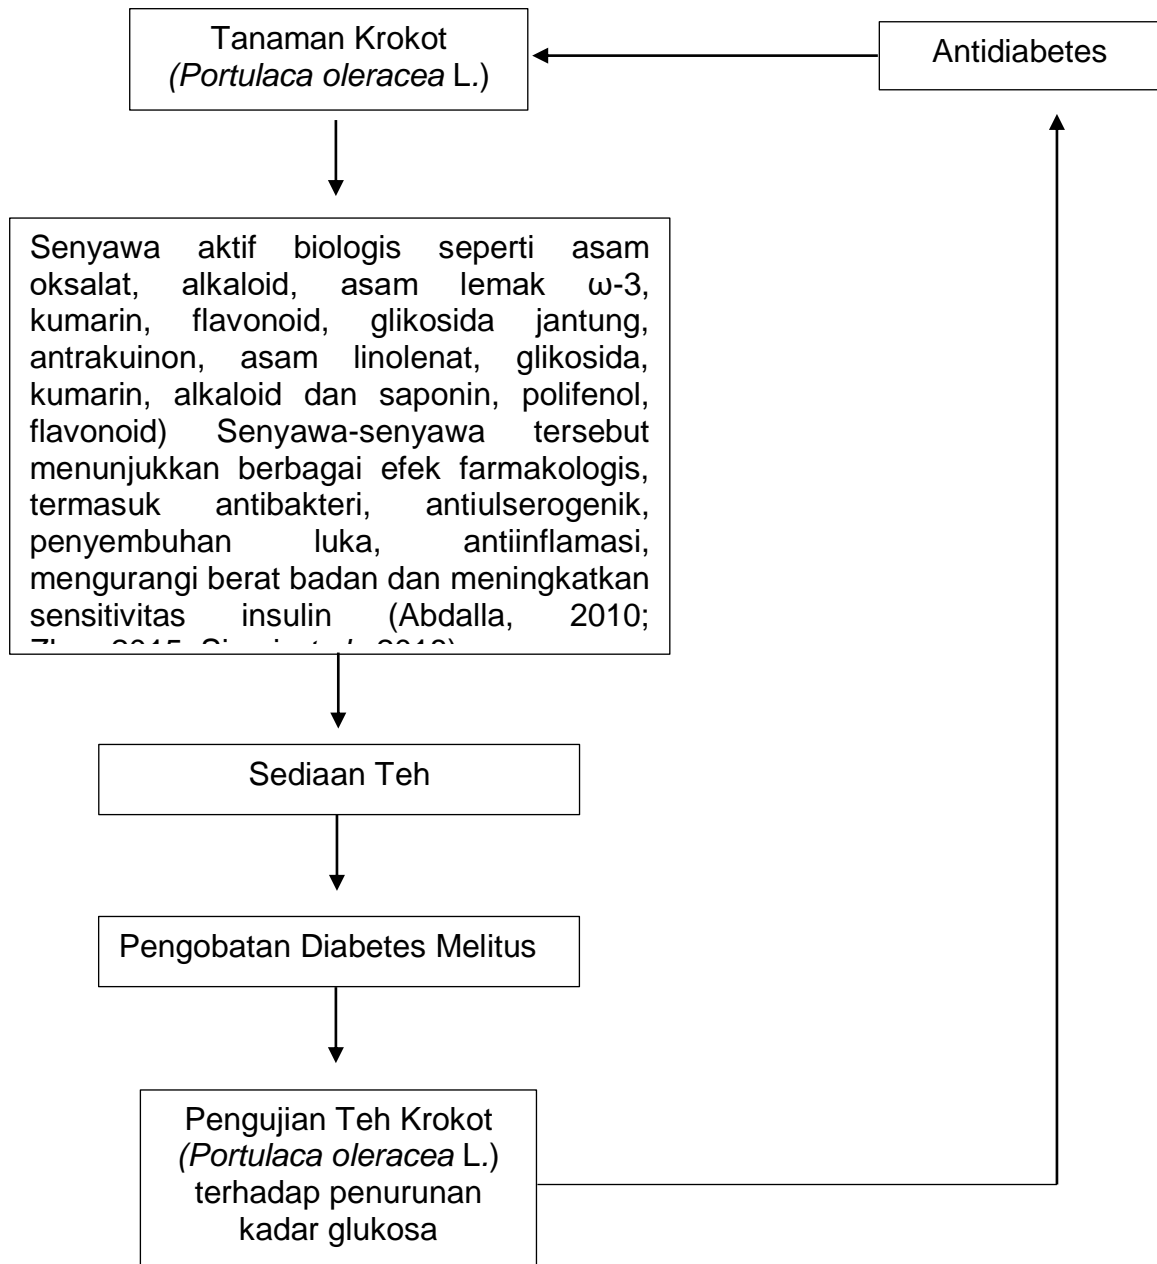 Tanaman Krokot
(Portulaca oleracea L.)
Antidiabetes
Senyawa aktif biologis seperti asam
oksalat, alkaloid, asam lemak ω-3,
kumarin, flavonoid, glikosida jantung,
antrakuinon, asam linolenat, glikosida,
kumarin, alkaloid dan saponin, polifenol,
flavonoid) Senyawa-senyawa tersebut
menunjukkan berbagai efek farmakologis,
termasuk antibakteri, antiulserogenik,
penyembuhan luka, antiinflamasi,
mengurangi berat badan dan meningkatkan
sensitivitas insulin (Abdalla, 2010;
Sediaan Teh
Pengobatan Diabetes Melitus
Pengujian Teh Krokot
(Portulaca oleracea L.)
terhadap penurunan
kadar glukosa